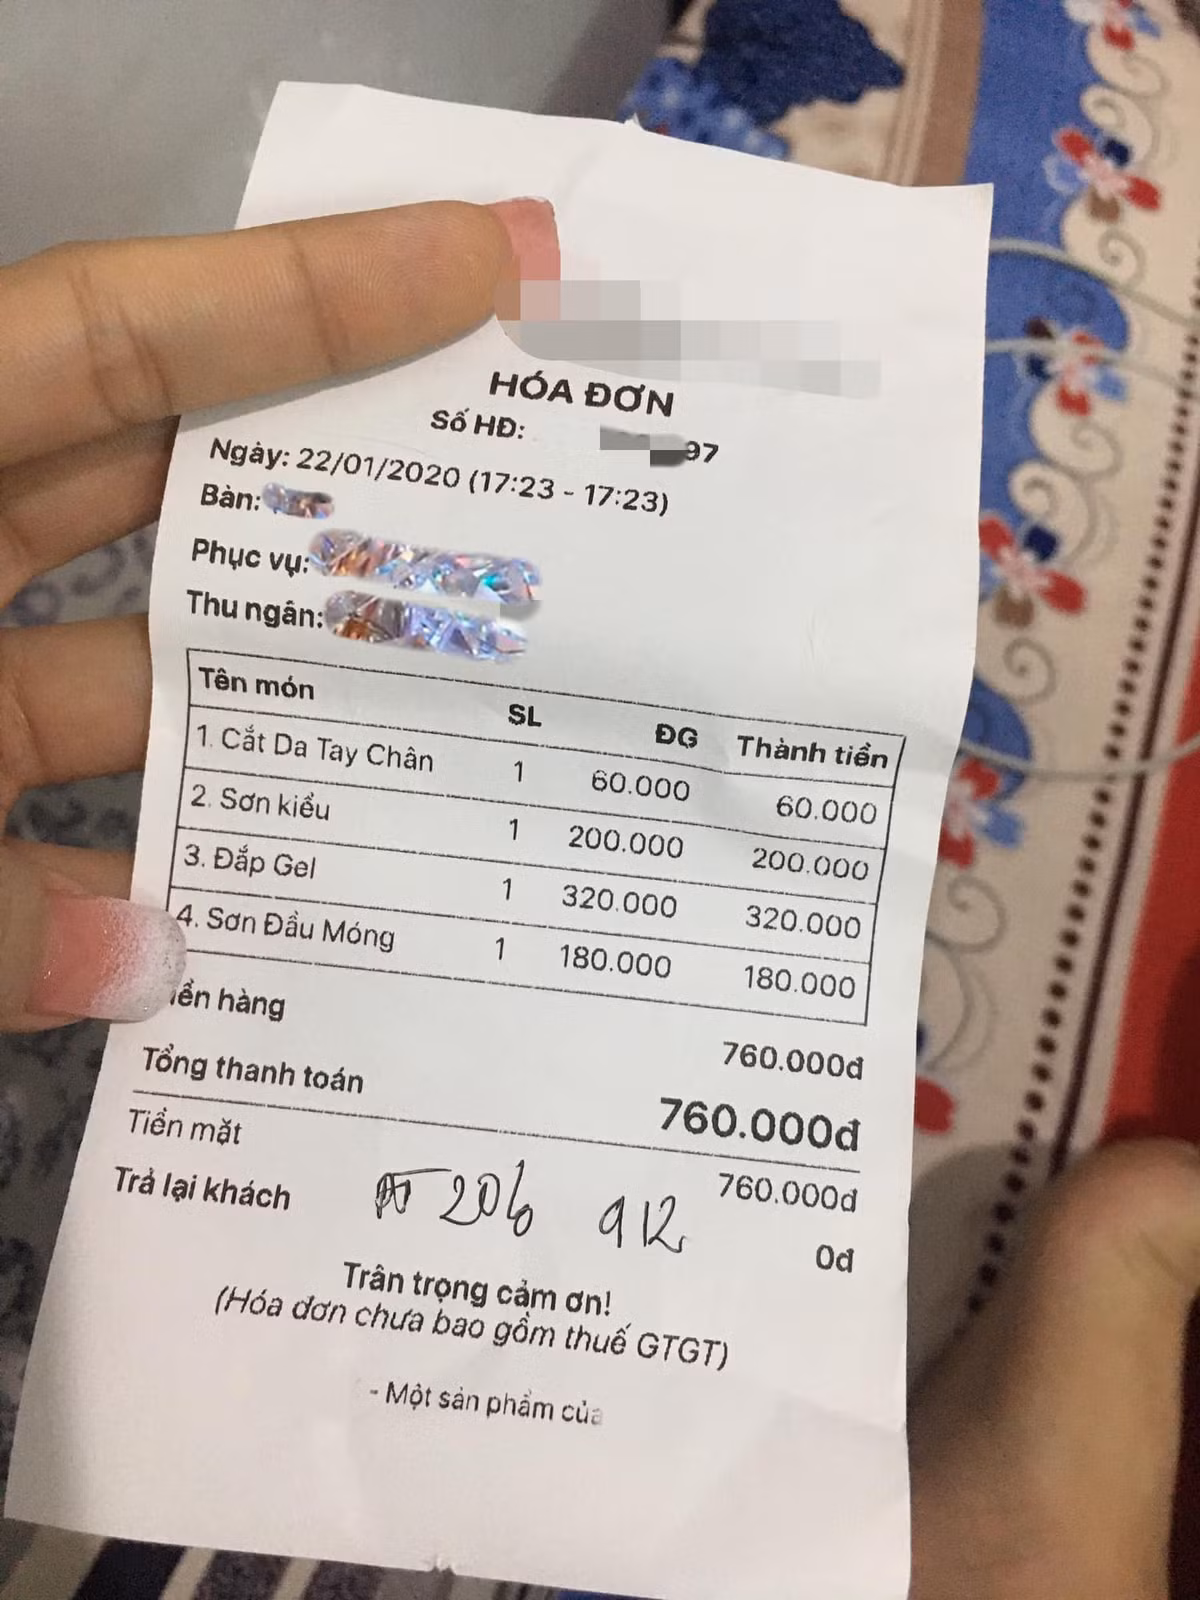 HÓA ĐƠN
Số HĐ: 97
Ngày: 22/01/2020 (17:23 - 17:23)
Bàn:
Phục vụ:
Thu ngân:
Tên món SL ĐG Thành tiền
1. Cắt Da Tay Chân 1 60.000 60.000
2. Sơn kiểu 1 200.000 200.000
3. Đắp Gel 1 320.000 320.000
4. Sơn Đầu Móng 1 180.000 180.000
iền hàng 760.000đ
Tổng thanh toán 760.000đ
Tiền mặt 760.000đ
Trả lại khách 206 912 0đ
Trân trọng cảm ơn!
(Hóa đơn chưa bao gồm thuế GTGT)
- Một sản phẩm của